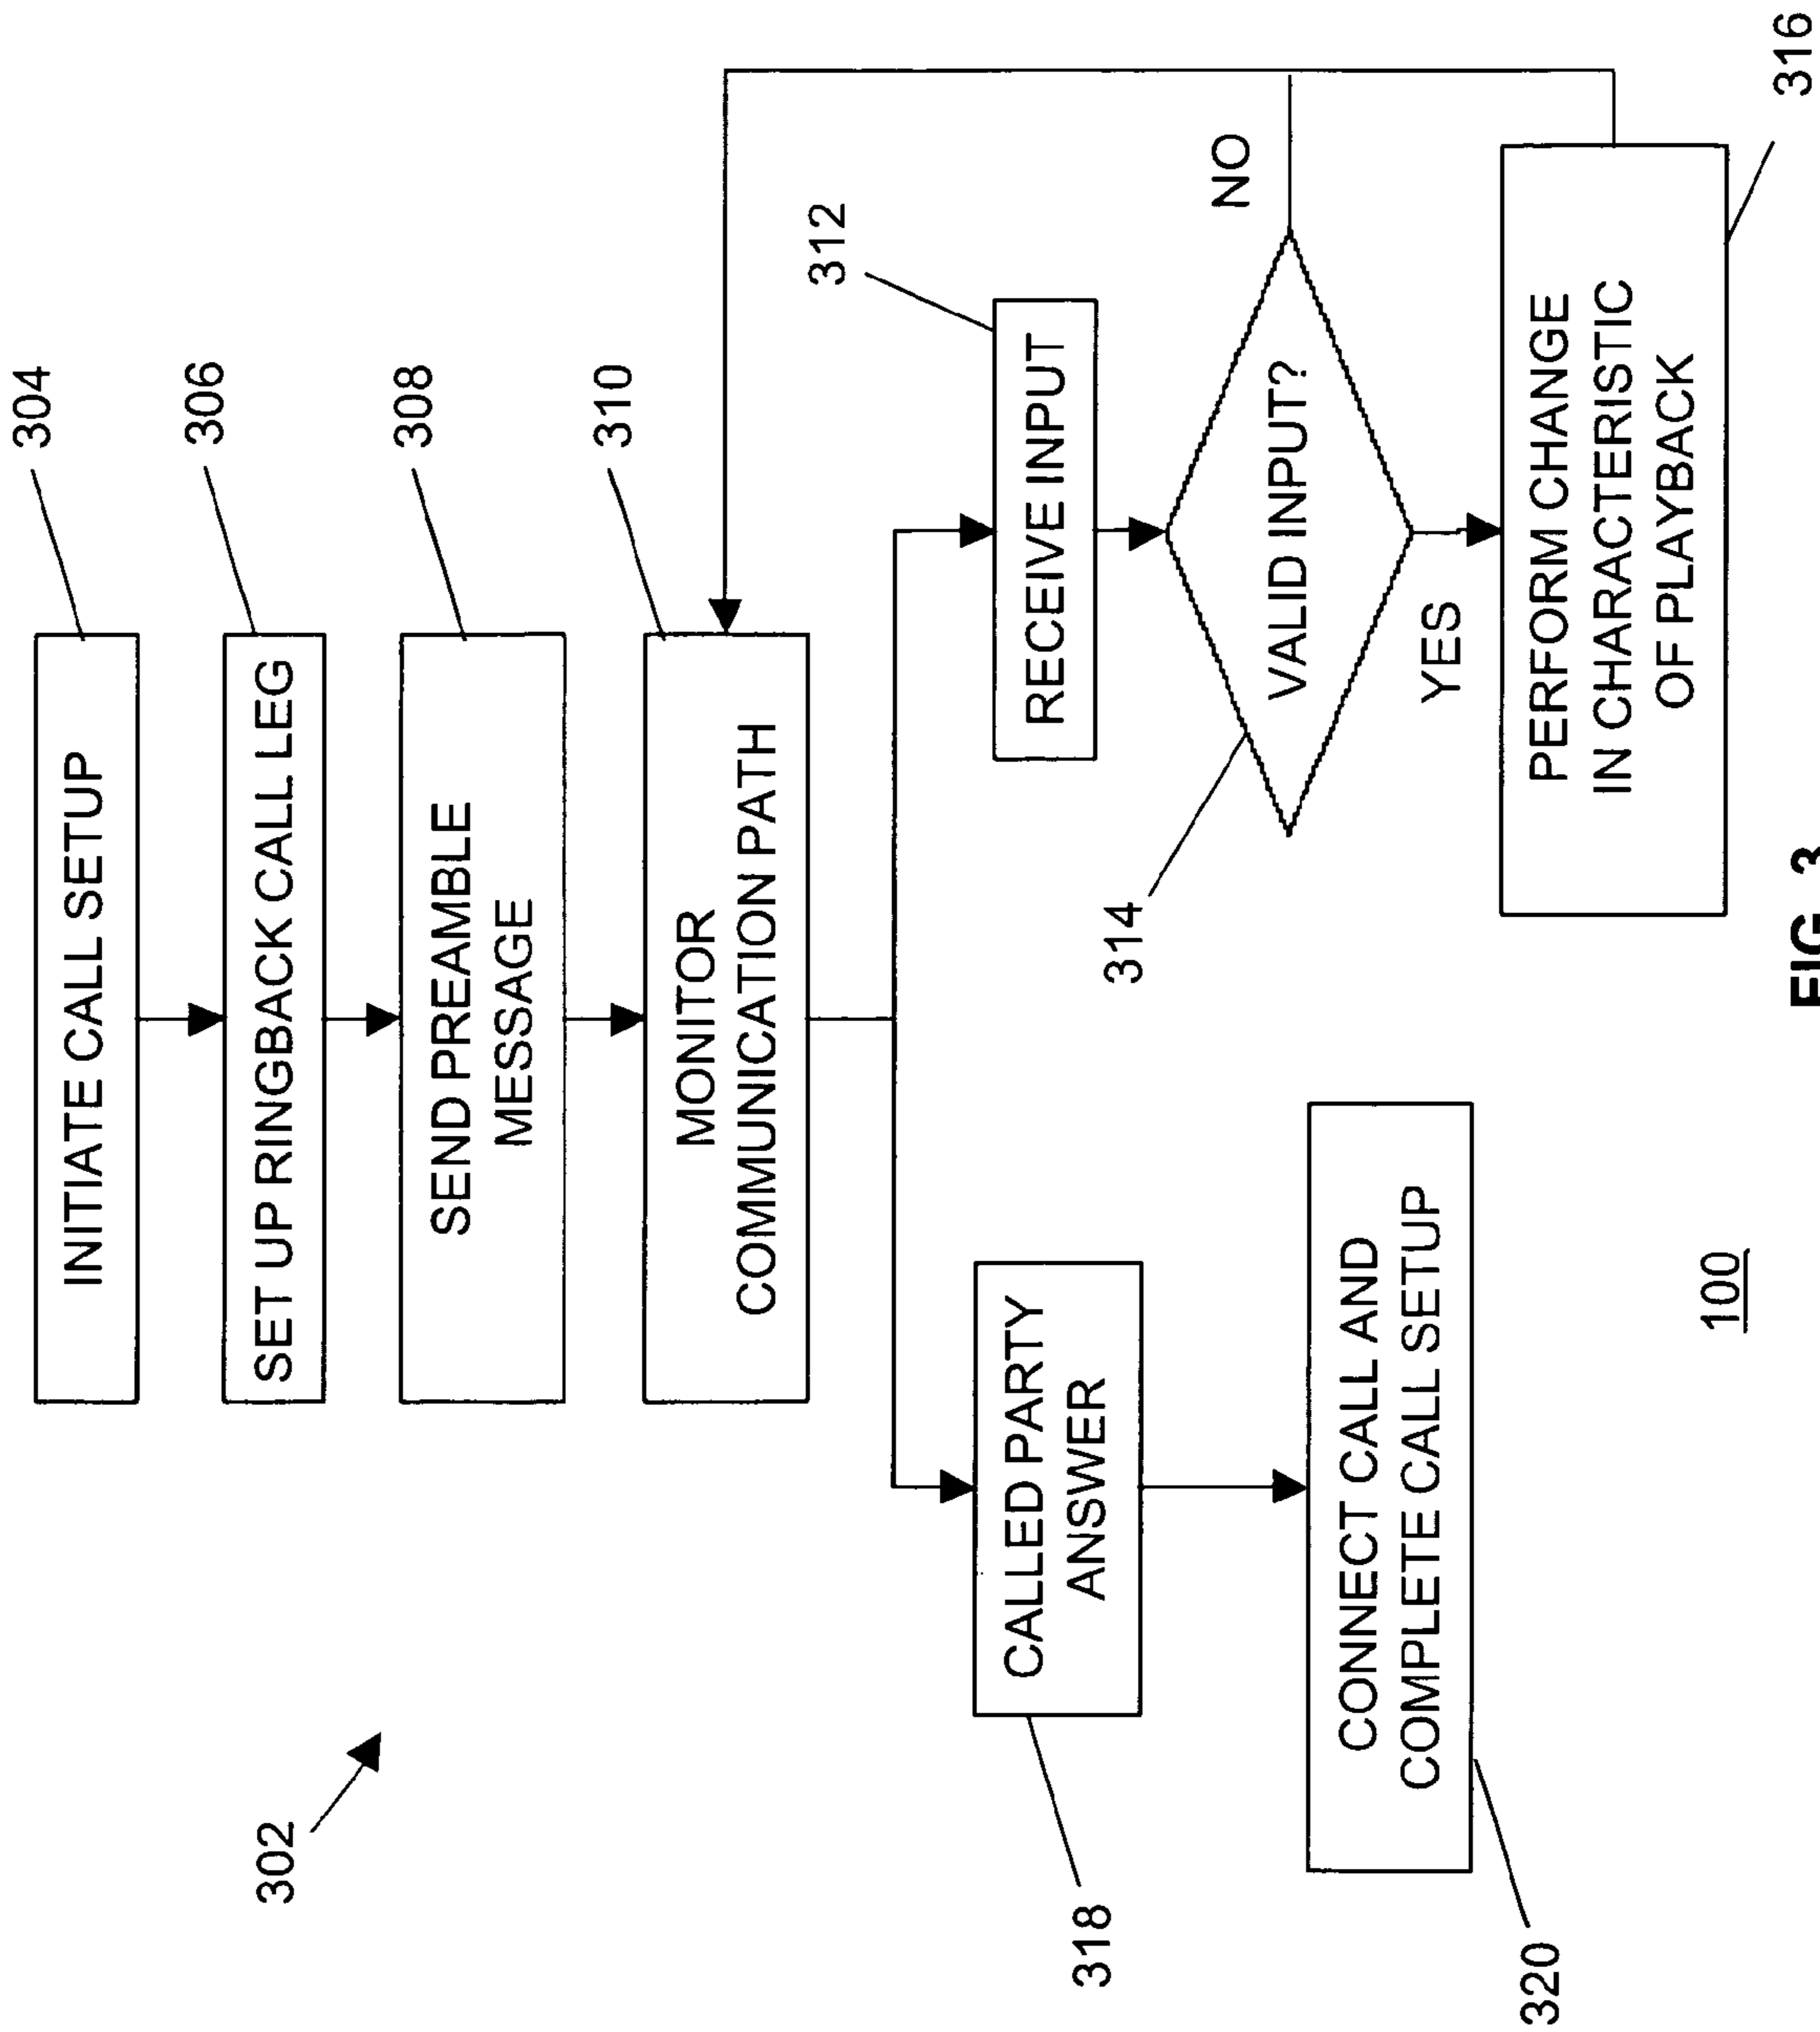 302
304
INITIATE CALL SETUP
306
SET UP RINGBACK CALL LEG
308
SEND PREAMBLE
MESSAGE
310
MONITOR
COMMUNICATION PATH
312
RECEIVE INPUT
314
VALID INPUT?
NO
YES
PERFORM CHANGE
IN CHARACTERISTIC
OF PLAYBACK
316
318
CALLED PARTY
ANSWER
CONNECT CALL AND
COMPLETE CALL SETUP
320
100
FIG. 3